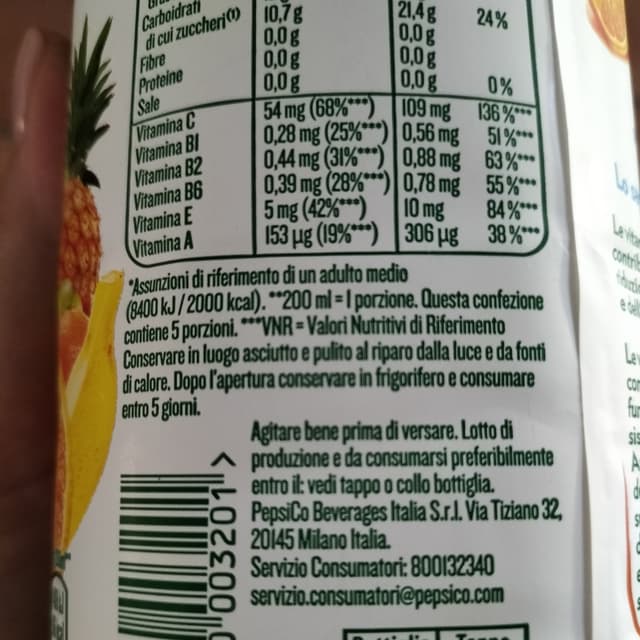 Carboidrati 10,7 g 21,4 g 24%
di cui zuccheri(1) 0,0 g 0,0 g
Fibre 0,0 g 0,0 g
Proteine 0,0 g 0,0 g 0%
Sale
Vitamina C 54 mg (68%***) 109 mg 136%***
Vitamina B1 0,28 mg (25%***) 0,56 mg 51%***
Vitamina B2 0,44 mg (31%***) 0,88 mg 63%***
Vitamina B6 0,39 mg (28%***) 0,78 mg 55%***
Vitamina E 5 mg (42%***) 10 mg 84%***
Vitamina A 153 µg (19%***) 306 µg 38%***
*Assunzioni di riferimento di un adulto medio
(8400 kJ / 2000 kcal). **200 ml = 1 porzione. Questa confezione
contiene 5 porzioni. ***VNR = Valori Nutritivi di Riferimento
Conservare in luogo asciutto e pulito al riparo dalla luce e da fonti
di calore. Dopo l'apertura conservare in frigorifero e consumare
entro 5 giorni.
Agitare bene prima di versare. Lotto di
produzione e da consumarsi preferibilmente
entro il: vedi tappo o collo bottiglia.
PepsiCo Beverages Italia S.r.l. Via Tiziano 32,
20145 Milano Italia.
Servizio Consumatori: 800132340
servizio.consumatori@pepsico.com
003201 >